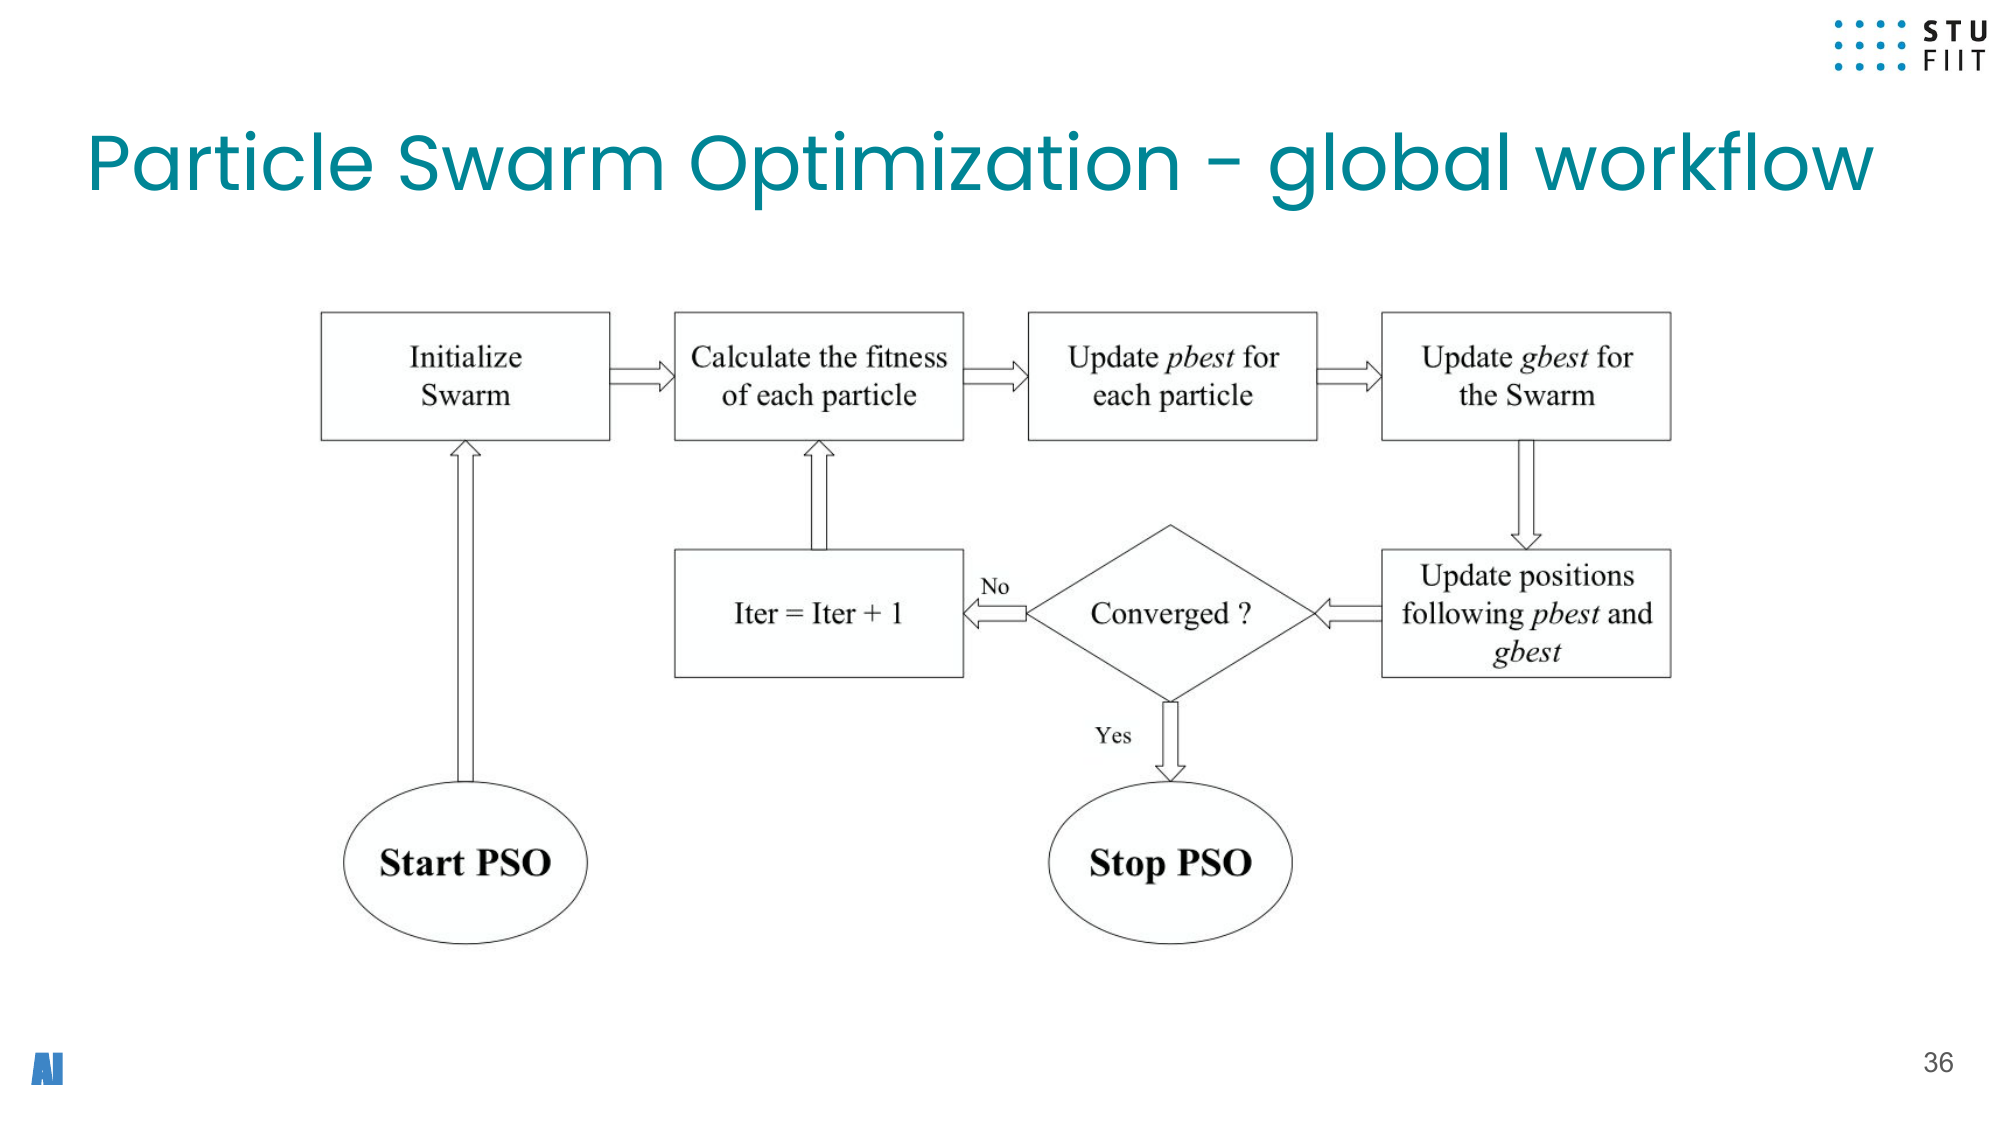 STU
FIIT
Particle Swarm Optimization - global workflow
Initialize
Swarm
Calculate the fitness
of each particle
Update pbest for
each particle
Update gbest for
the Swarm
Update positions
following pbest and
gbest
Converged ?
No
Iter = Iter + 1
Yes
Start PSO
Stop PSO
AI
36